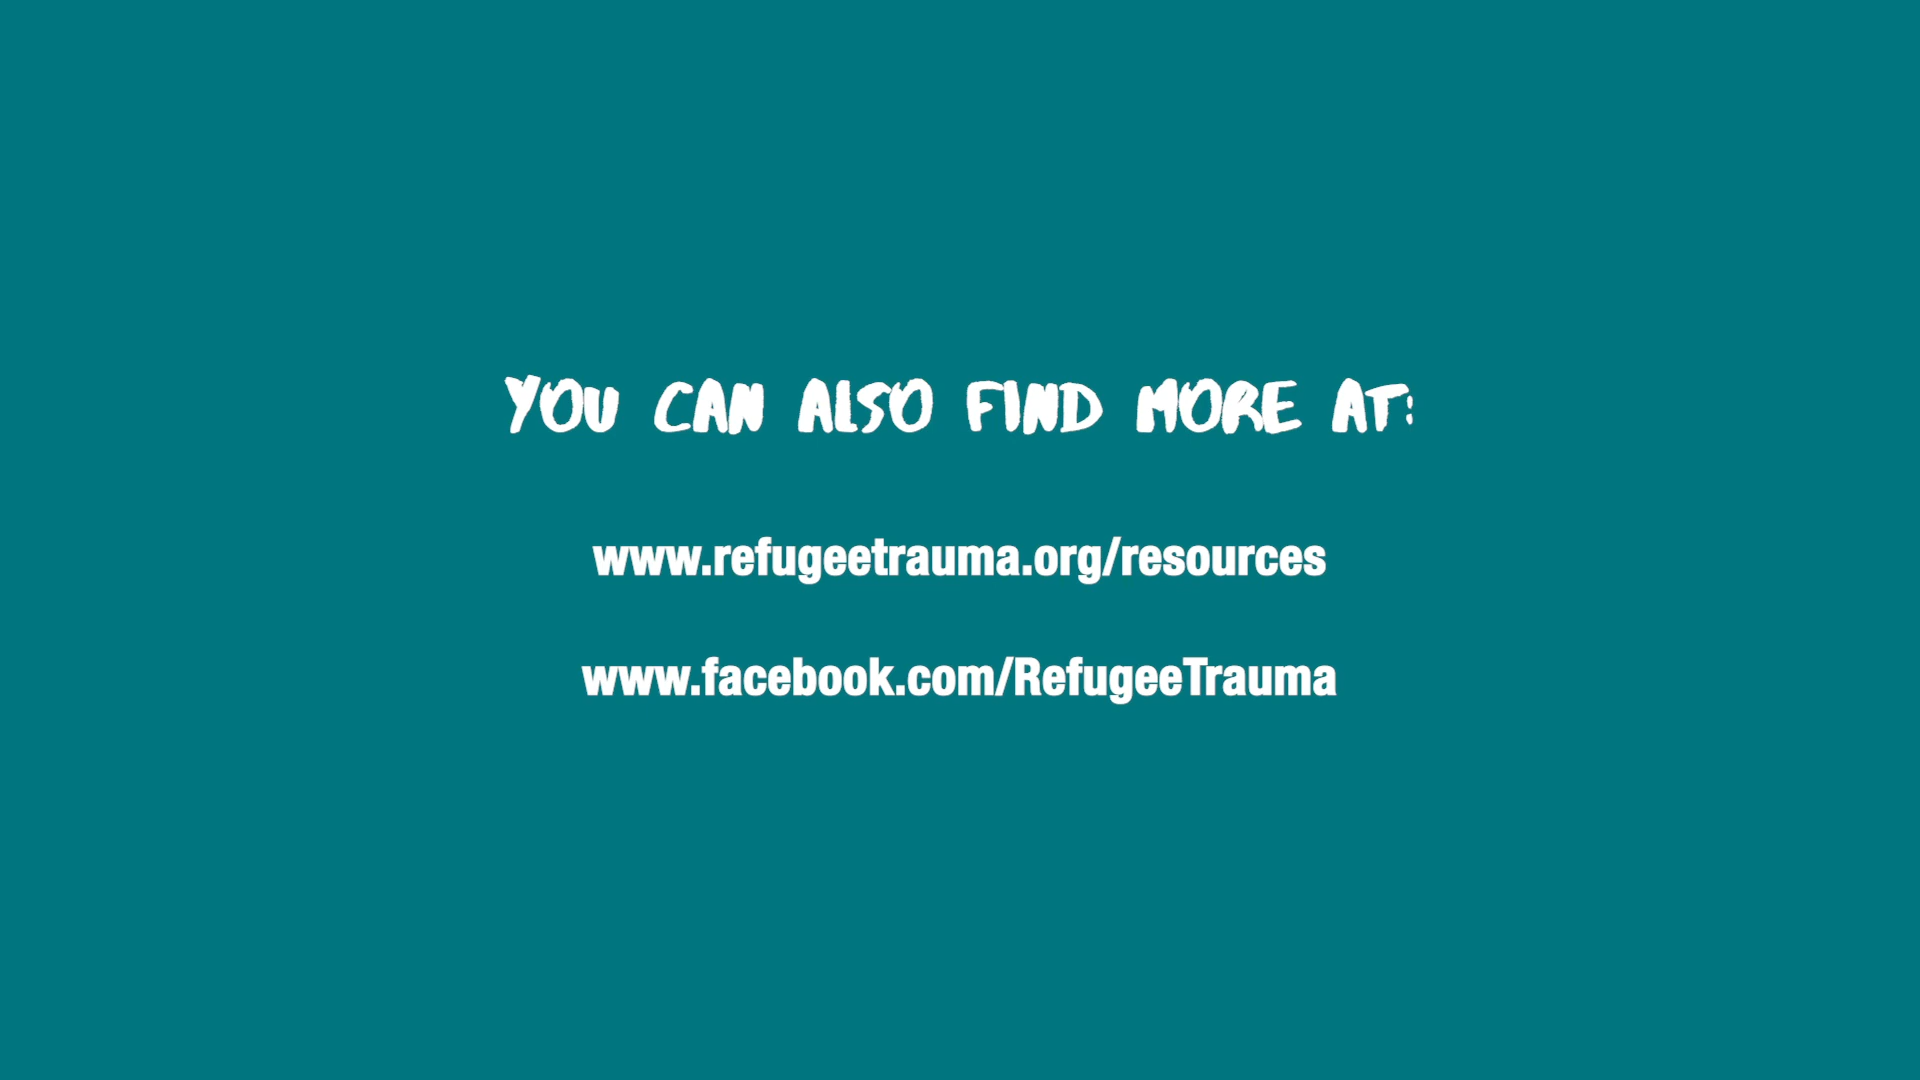 YOU CAN ALSO FIND MORE AT:
www.refugeetrauma.org/resources
www.facebook.com/RefugeeTrauma